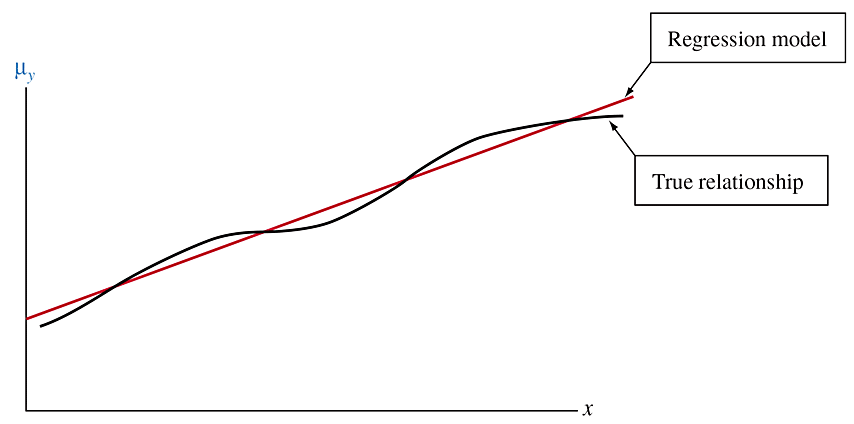 Regression model
μy
True relationship
x